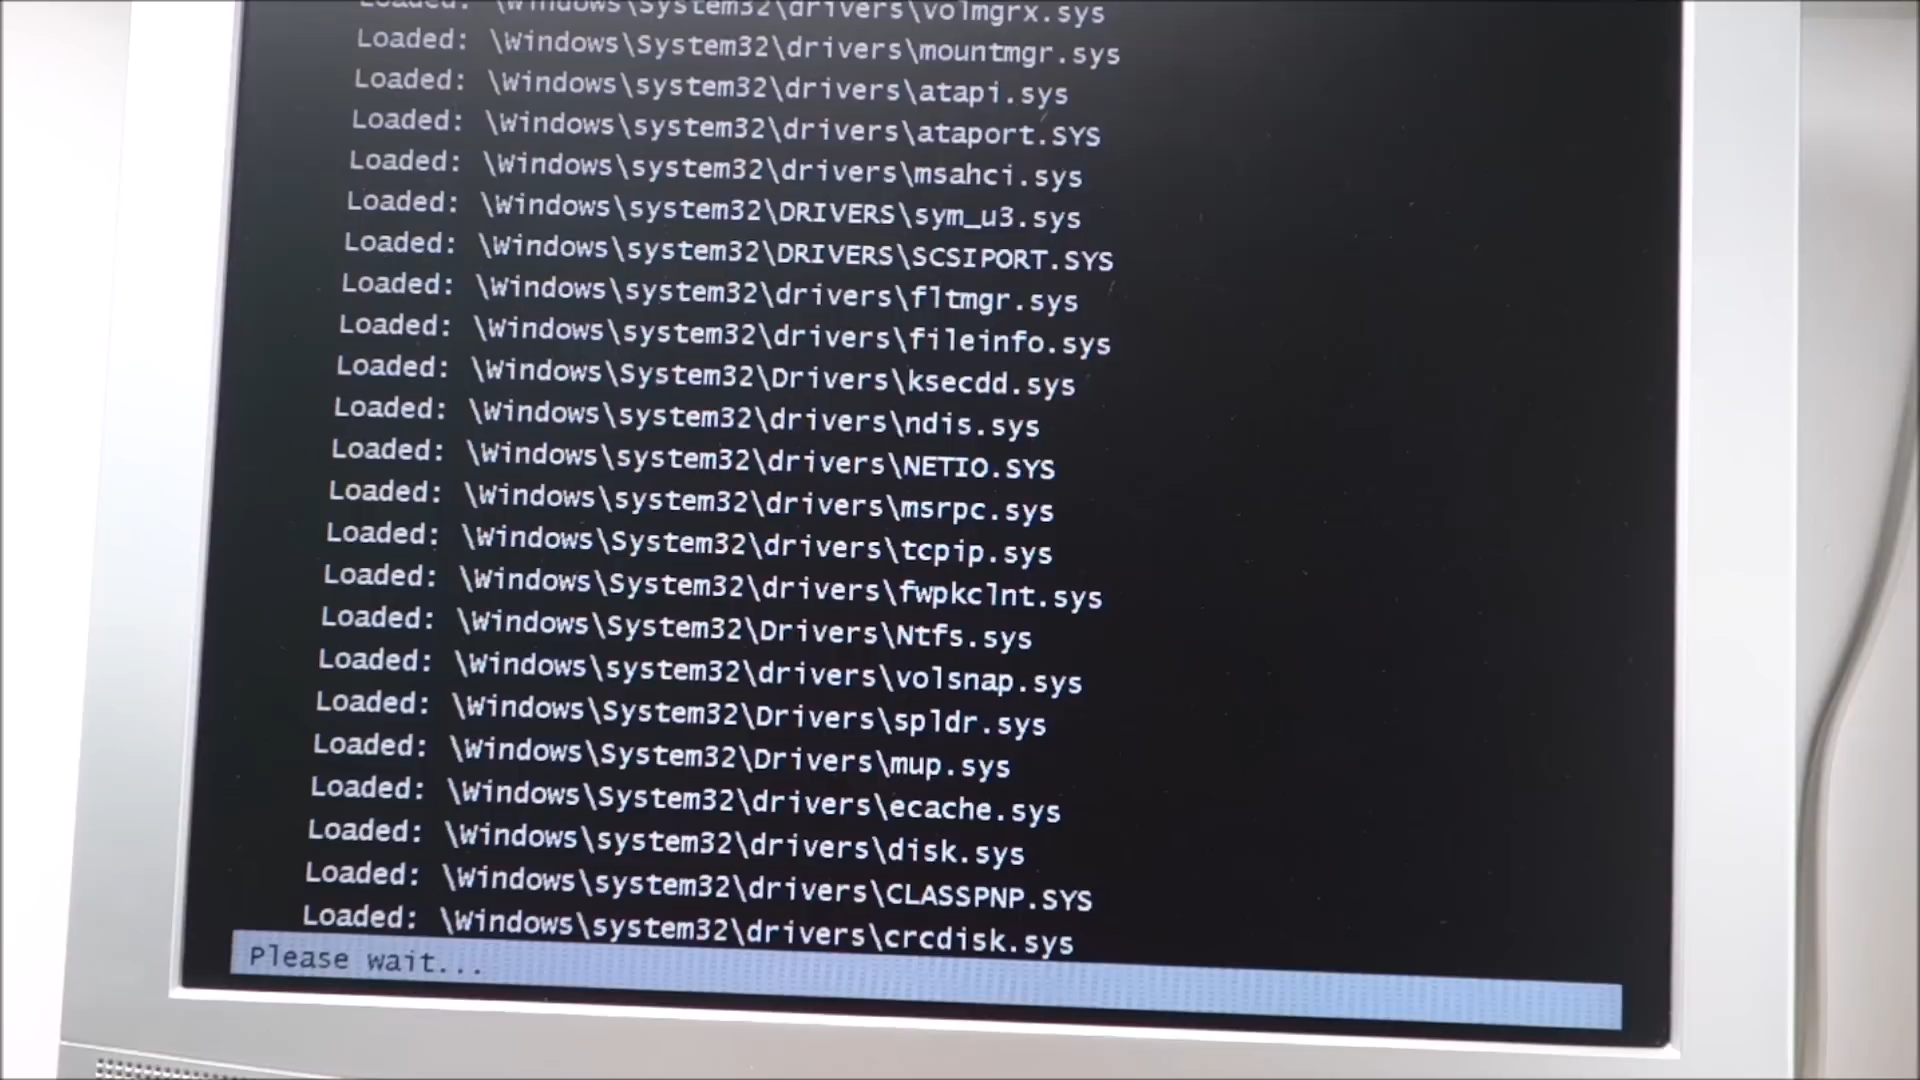 Loaded: \Windows\System32\drivers\volmgrx.sys
Loaded: \Windows\System32\drivers\mountmgr.sys
Loaded: \Windows\system32\drivers\atapi.sys
Loaded: \Windows\system32\drivers\ataport.SYS
Loaded: \Windows\system32\drivers\msahci.sys
Loaded: \Windows\system32\DRIVERS\sym_u3.sys
Loaded: \Windows\system32\DRIVERS\SCSIPORT.SYS
Loaded: \Windows\system32\drivers\fltmgr.sys
Loaded: \Windows\system32\drivers\fileinfo.sys
Loaded: \Windows\System32\Drivers\ksecdd.sys
Loaded: \Windows\system32\drivers\ndis.sys
Loaded: \Windows\system32\drivers\NETIO.SYS
Loaded: \Windows\system32\drivers\msrpc.sys
Loaded: \Windows\System32\drivers\tcpip.sys
Loaded: \Windows\System32\drivers\fwpkclnt.sys
Loaded: \Windows\System32\Drivers\Ntfs.sys
Loaded: \Windows\system32\drivers\volsnap.sys
Loaded: \Windows\System32\Drivers\spldr.sys
Loaded: \Windows\System32\Drivers\mup.sys
Loaded: \Windows\System32\drivers\ecache.sys
Loaded: \Windows\system32\drivers\disk.sys
Loaded: \Windows\system32\drivers\CLASSPNP.SYS
Loaded: \Windows\system32\drivers\crcdisk.sys
Please wait...